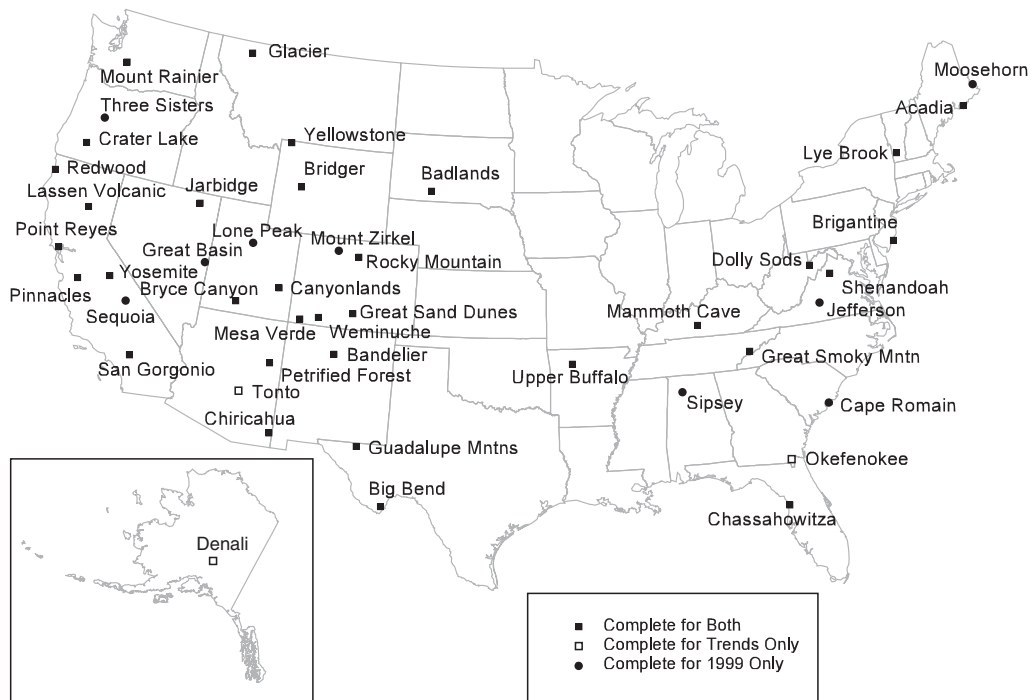 Glacier
Moosehorn
Mount Rainier
Three Sisters
Acadia
Crater Lake
Yellowstone
Lye Brook
Redwood
Bridger
Badlands
Lassen Volcanic
Jarbidge
Point Reyes
Lone Peak
Mount Zirkel
Brigantine
Great Basin
Rocky Mountain
Dolly Sods
Yosemite
Pinnacles
Bryce Canyon
Canyonlands
Shenandoah
Sequoia
Great Sand Dunes
Mammoth Cave
Jefferson
Mesa Verde
Weminuche
San Gorgonio
Bandelier
Great Smoky Mntn
Petrified Forest
Upper Buffalo
Tonto
Sipsey
Cape Romain
Chiricahua
Guadalupe Mntns
Okefenokee
Big Bend
Chassahowitza
Denali
Complete for Both
Complete for Trends Only
Complete for 1999 Only